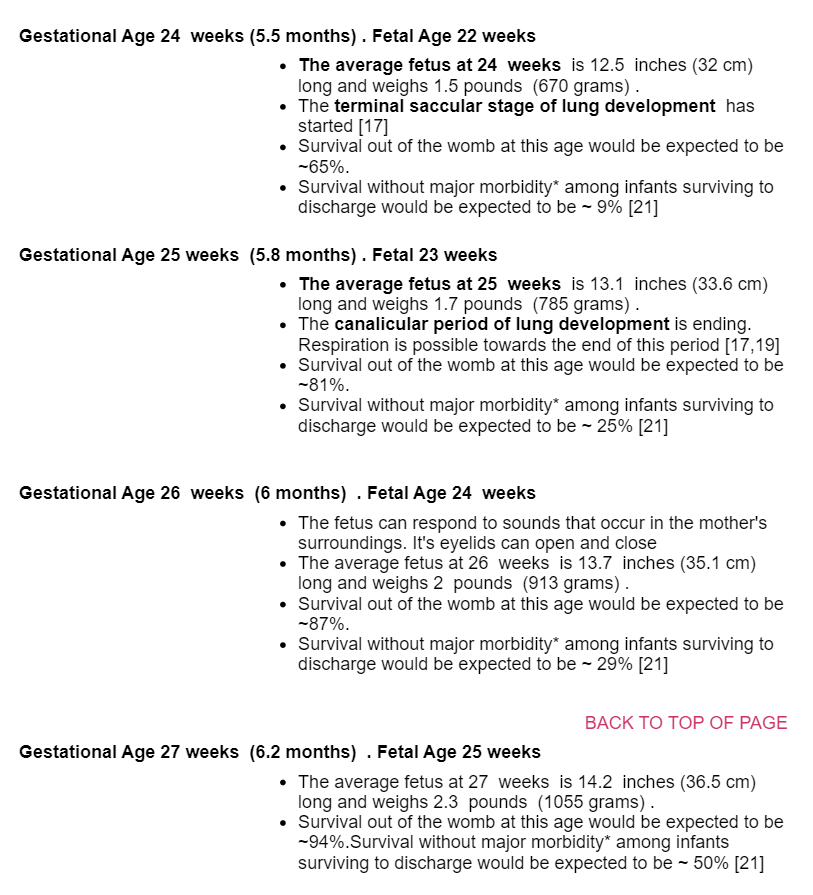 Gestational Age 24  weeks (5.5 months) . Fetal Age 22 weeks
• The average fetus at 24  weeks  is 12.5  inches (32 cm)
long and weighs 1.5 pounds  (670 grams) .
• The terminal saccular stage of lung development  has
started [17]
• Survival out of the womb at this age would be expected to be
~65%.
• Survival without major morbidity* among infants surviving to
discharge would be expected to be ~ 9% [21]
Gestational Age 25 weeks  (5.8 months) . Fetal 23 weeks
• The average fetus at 25  weeks  is 13.1  inches (33.6 cm)
long and weighs 1.7 pounds  (785 grams) .
• The canalicular period of lung development is ending.
Respiration is possible towards the end of this period [17,19]
• Survival out of the womb at this age would be expected to be
~81%.
• Survival without major morbidity* among infants surviving to
discharge would be expected to be ~ 25% [21]
Gestational Age 26  weeks  (6 months)  . Fetal Age 24  weeks
• The fetus can respond to sounds that occur in the mother's
surroundings. It's eyelids can open and close
• The average fetus at 26  weeks  is 13.7  inches (35.1 cm)
long and weighs 2  pounds  (913 grams) .
• Survival out of the womb at this age would be expected to be
~87%.
• Survival without major morbidity* among infants surviving to
discharge would be expected to be ~ 29% [21]
BACK TO TOP OF PAGE
Gestational Age 27 weeks  (6.2 months)  . Fetal Age 25 weeks
• The average fetus at 27  weeks  is 14.2  inches (36.5 cm)
long and weighs 2.3  pounds  (1055 grams) .
• Survival out of the womb at this age would be expected to be
~94%.Survival without major morbidity* among infants
surviving to discharge would be expected to be ~ 50% [21]